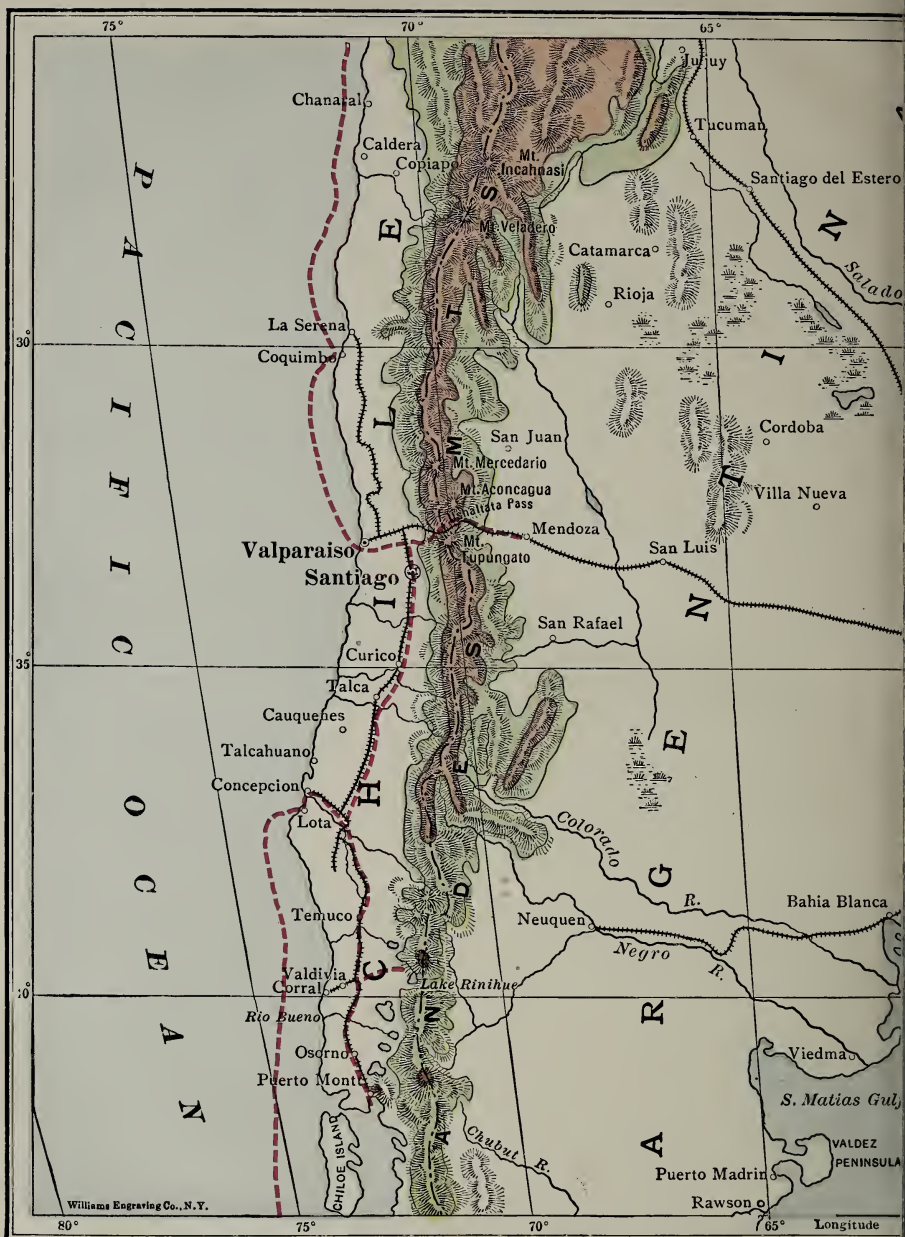 75°
70°
65°
Jujuy
Chanaral
Tucuman
Caldera
Copiapo
Mt.
Incahuasi
Santiago del Estero
Mt. Veladero
Catamarca
Rioja
Salado
La Serena
30°
Coquimbo
San Juan
Cordoba
Mt. Mercedario
Mt. Aconcagua
Villa Nueva
Ushallata Pass
Mendoza
Valparaiso
Mt.
Tupungato
San Luis
Santiago
San Rafael
Curico
35°
Talca
Cauquenes
Talcahuano
Concepcion
Lota
Colorado
R.
Bahia Blanca
Temuco
Neuquen
Negro
R.
Valdivia
Corral
Lake Rinihue
Rio Bueno
Osorno
Viedma
Puerto Montt
S. Matias Gulf
CHILOE ISLAND
Chubut R.
VALDEZ
PENINSULA
Puerto Madrin
Rawson
PACIFIC OCEAN
CHILE
ANDES MTS
ARGENTIN
Williams Engraving Co., N.Y.
80°
75°
70°
65°
Longitude